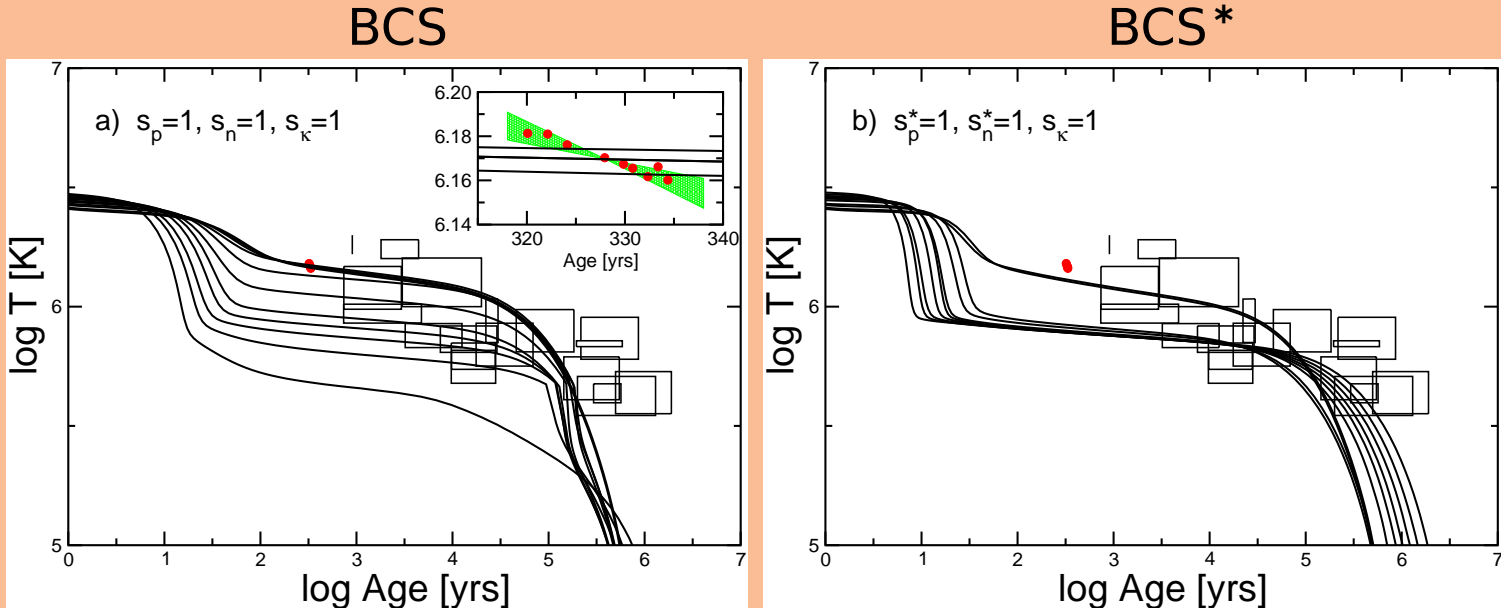 BCS
BCS*
a) s_p=1, s_n=1, s_κ=1
6.20
6.18
6.16
6.14
320 330 340
Age [yrs]
7
6
5
log T [K]
0 1 2 3 4 5 6 7
log Age [yrs]
b) s*_p=1, s*_n=1, s_κ=1
7
6
5
log T [K]
0 1 2 3 4 5 6 7
log Age [yrs]